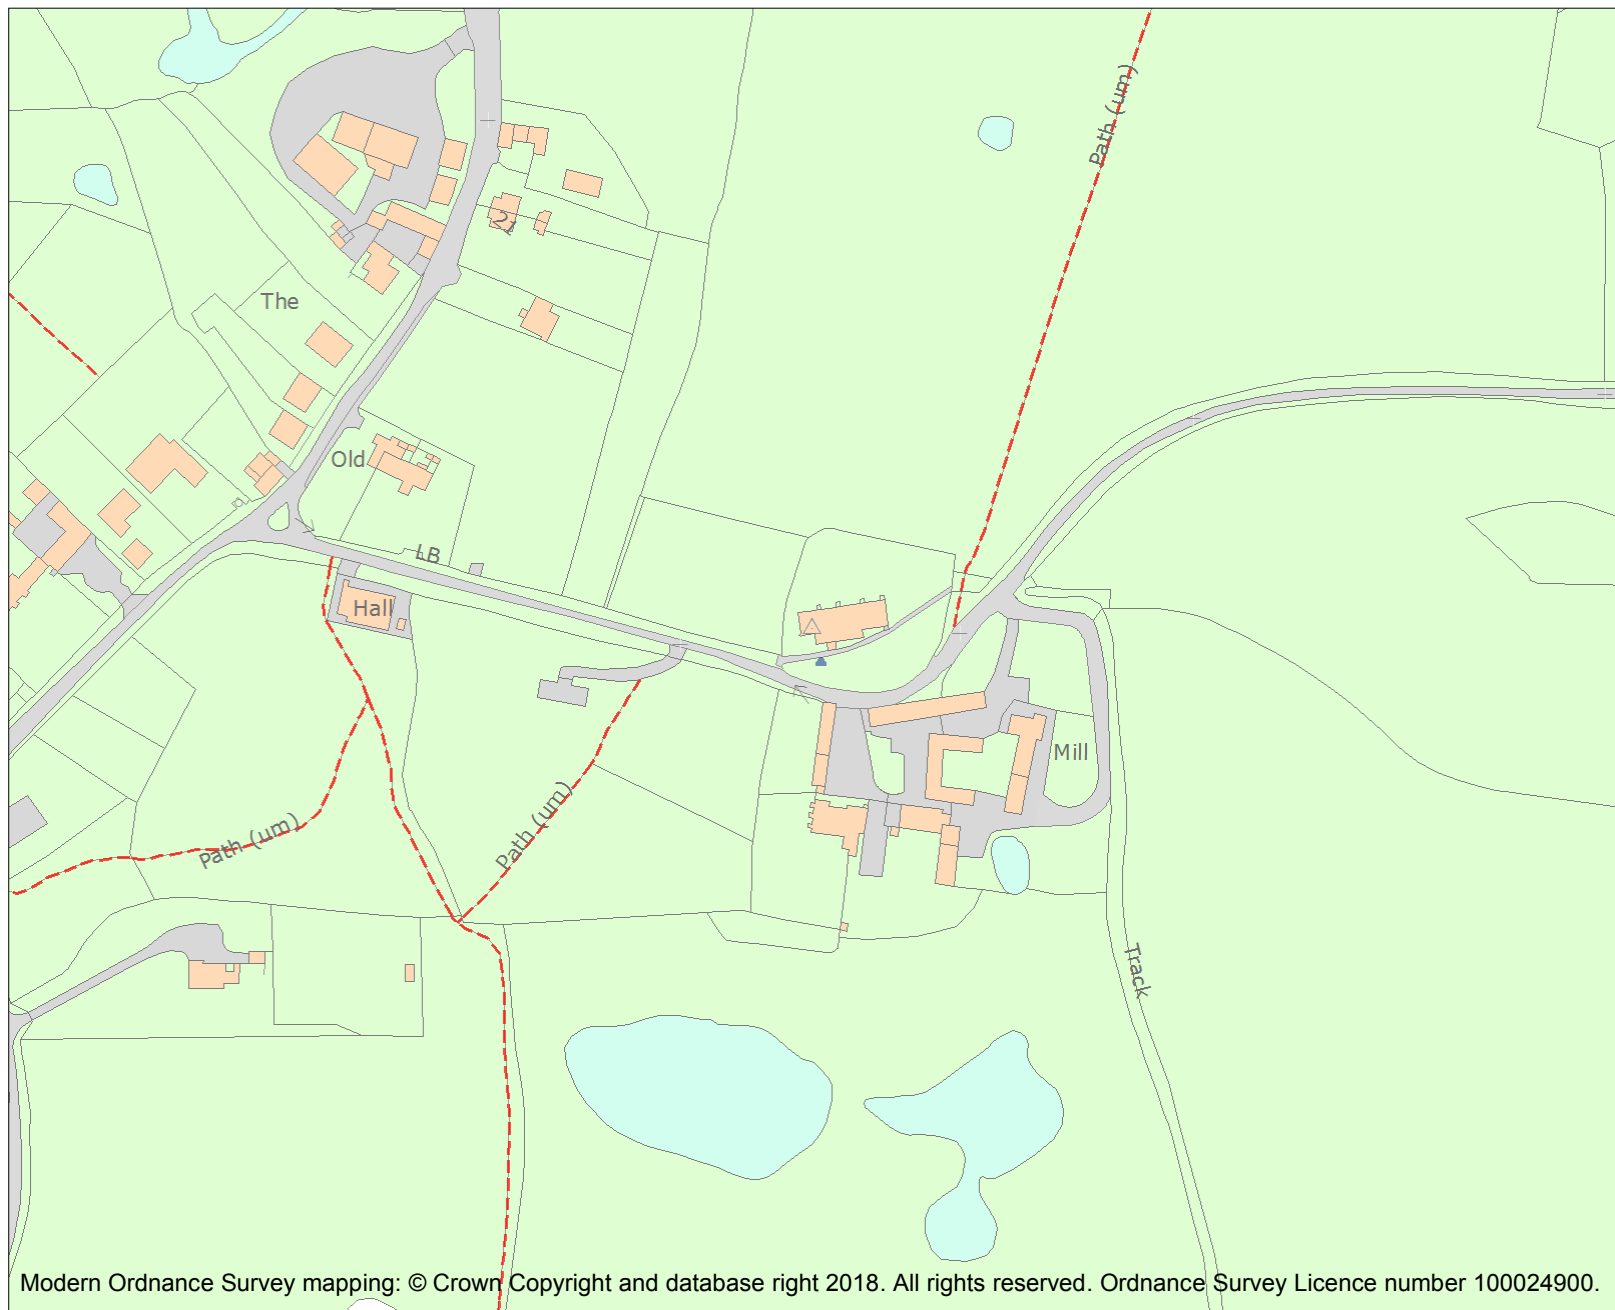 Path (um)
21
The
Old
LB
Hall
Mill
Path (um)
Path (um)
Track
Modern Ordnance Survey mapping: © Crown Copyright and database right 2018. All rights reserved. Ordnance Survey Licence number 100024900.